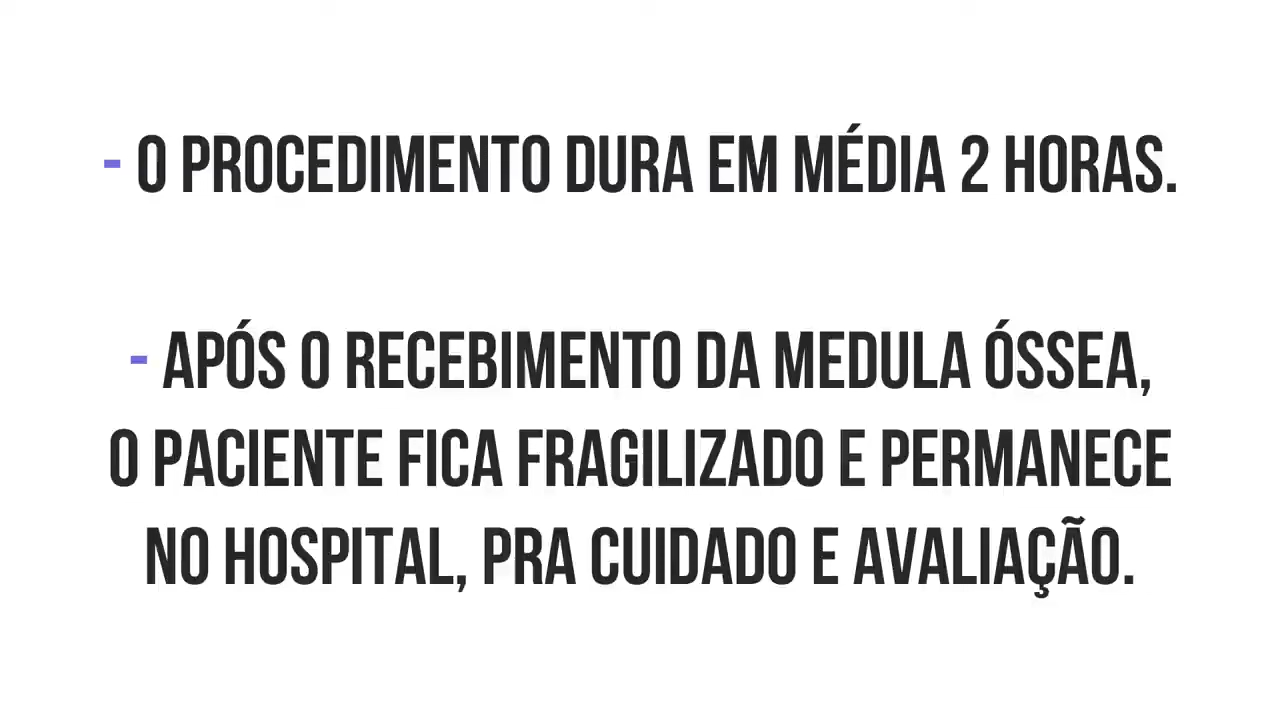 - O PROCEDIMENTO DURA EM MÉDIA 2 HORAS.
- APÓS O RECEBIMENTO DA MEDULA ÓSSEA,
O PACIENTE FICA FRAGILIZADO E PERMANECE
NO HOSPITAL, PRA CUIDADO E AVALIAÇÃO.